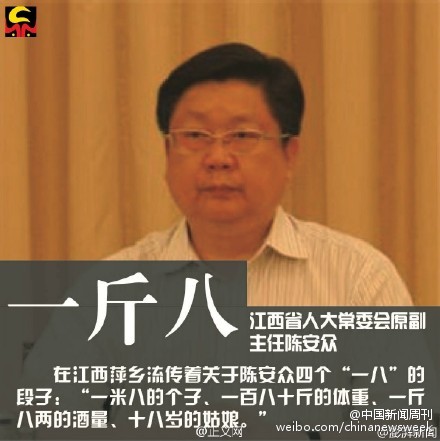 一斤八
江西省人大常委会原副
主任陈安众
在江西萍乡流传着关于陈安众四个“一八”的
段子：“一米八的个子、一百八十斤的体重、一斤
八两的酒量、十八岁的姑娘。”
@中国新闻周刊
@正义网
@澎湃新闻
weibo.com/chinanewsweek